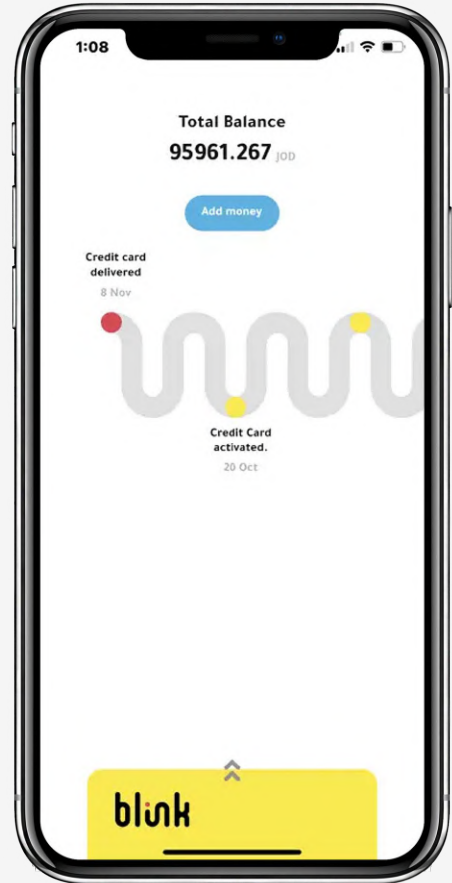 1:08
Total Balance
95961.267 JOD
Add money
Credit card
delivered
8 Nov
Credit Card
activated.
20 Oct
blink